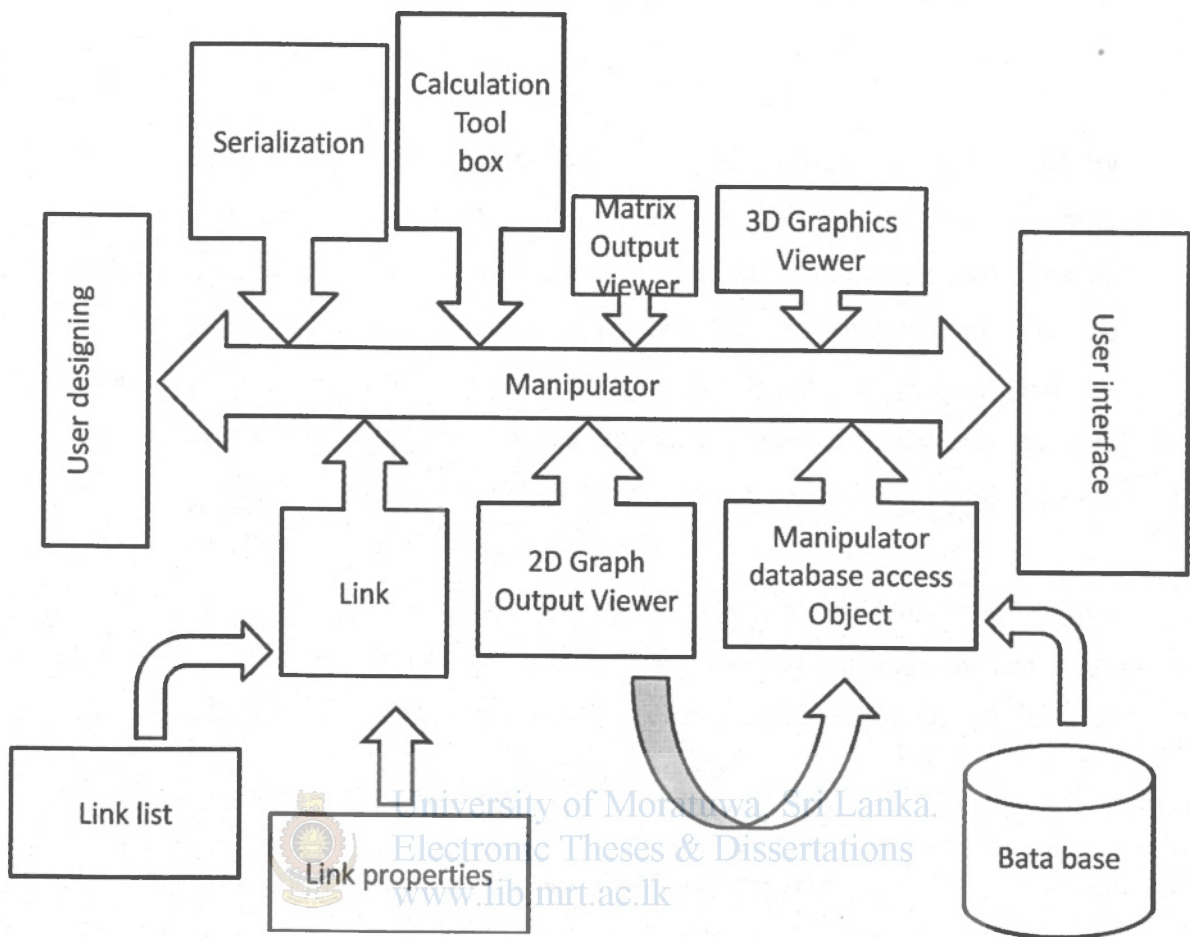 Serialization
Calculation
Tool
box
Matrix
Output
viewer
3D Graphics
Viewer
User designing
Manipulator
User interface
Link
2D Graph
Output Viewer
Manipulator
database access
Object
Link list
Link properties
Bata base
University of Moratuwa, Sri Lanka.
Electronic Theses & Dissertations
www.lib.mrt.ac.lk